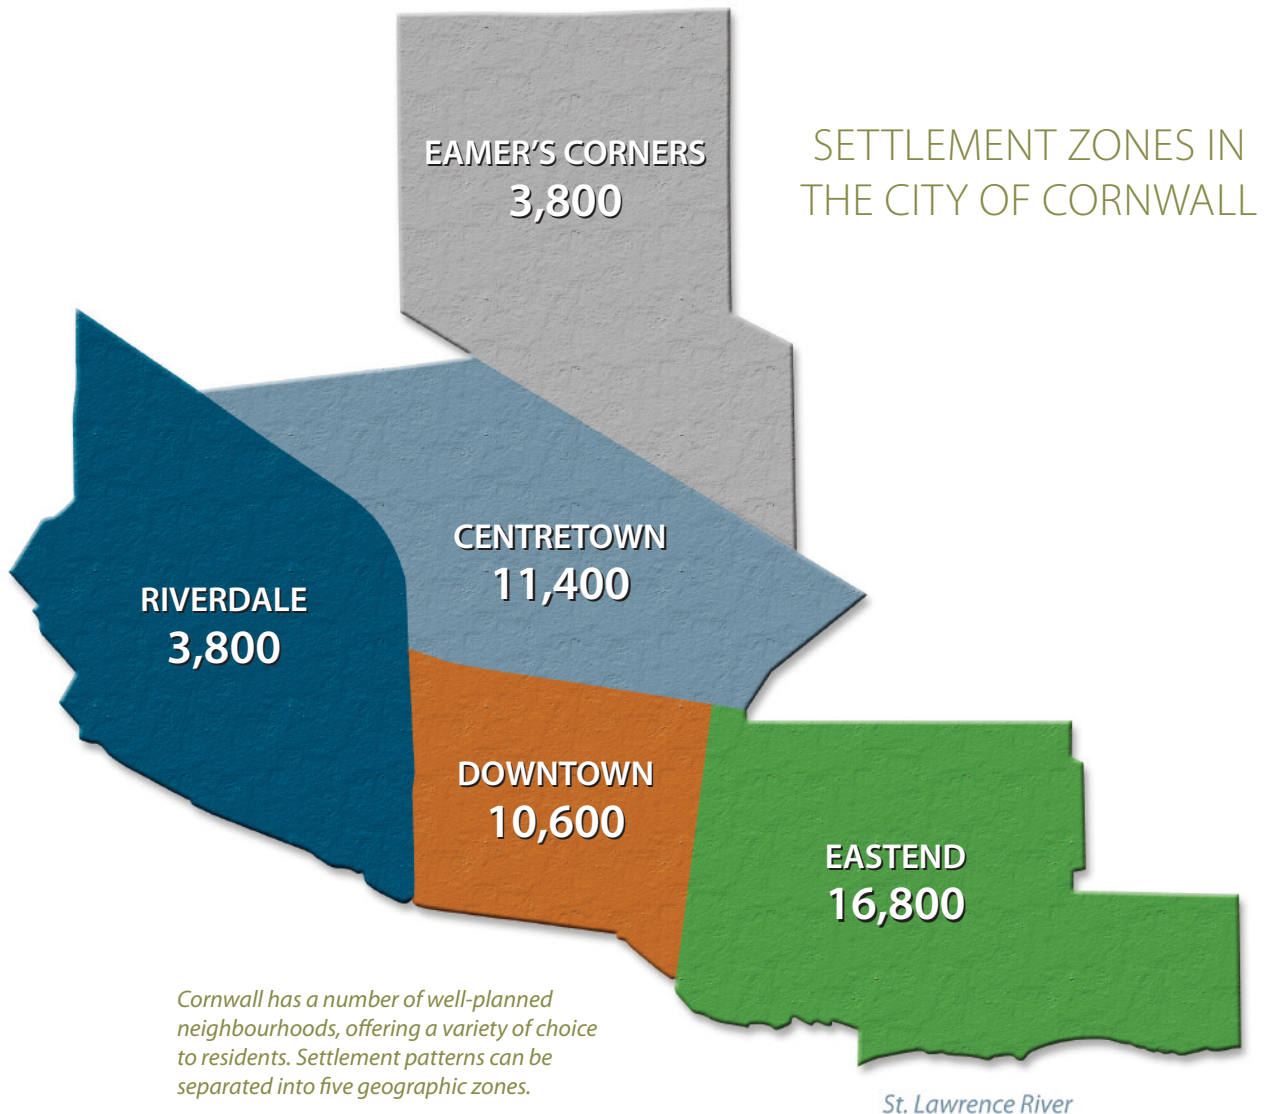 SETTLEMENT ZONES IN
THE CITY OF CORNWALL
EAMER'S CORNERS
3,800
CENTRETOWN
11,400
RIVERDALE
3,800
DOWNTOWN
10,600
EASTEND
16,800
Cornwall has a number of well-planned
neighbourhoods, offering a variety of choice
to residents. Settlement patterns can be
separated into five geographic zones.
St. Lawrence River